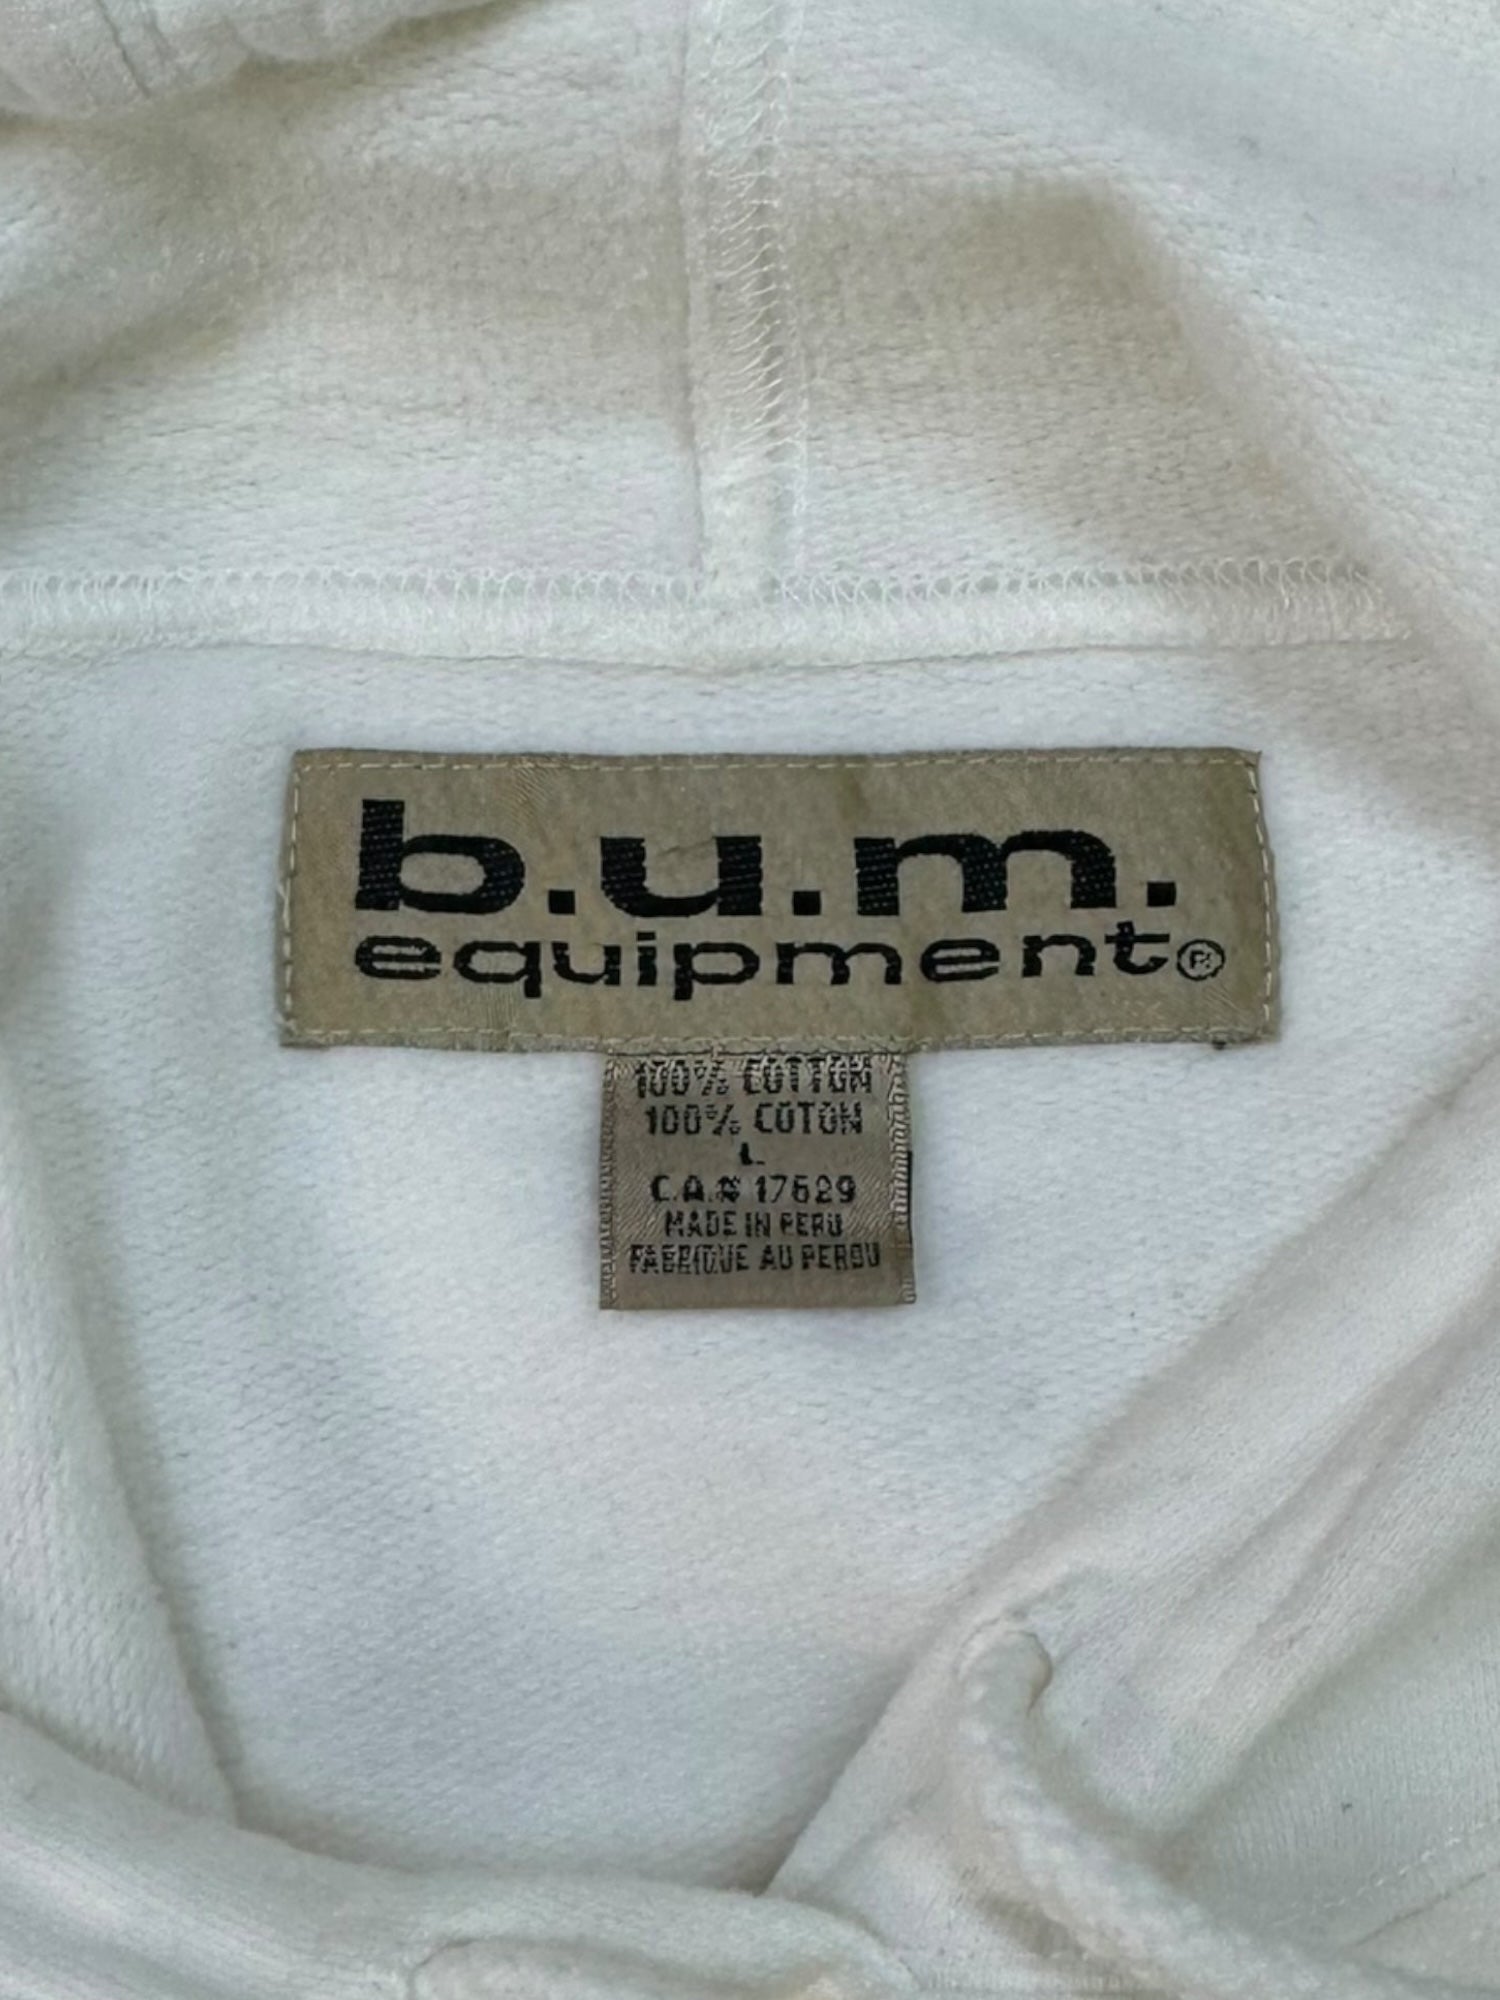 b.u.m.
equipment®
100% COTTON
100% COTON
L
C.A.# 17629
MADE IN PERU
FABRIQUE AU PEROU